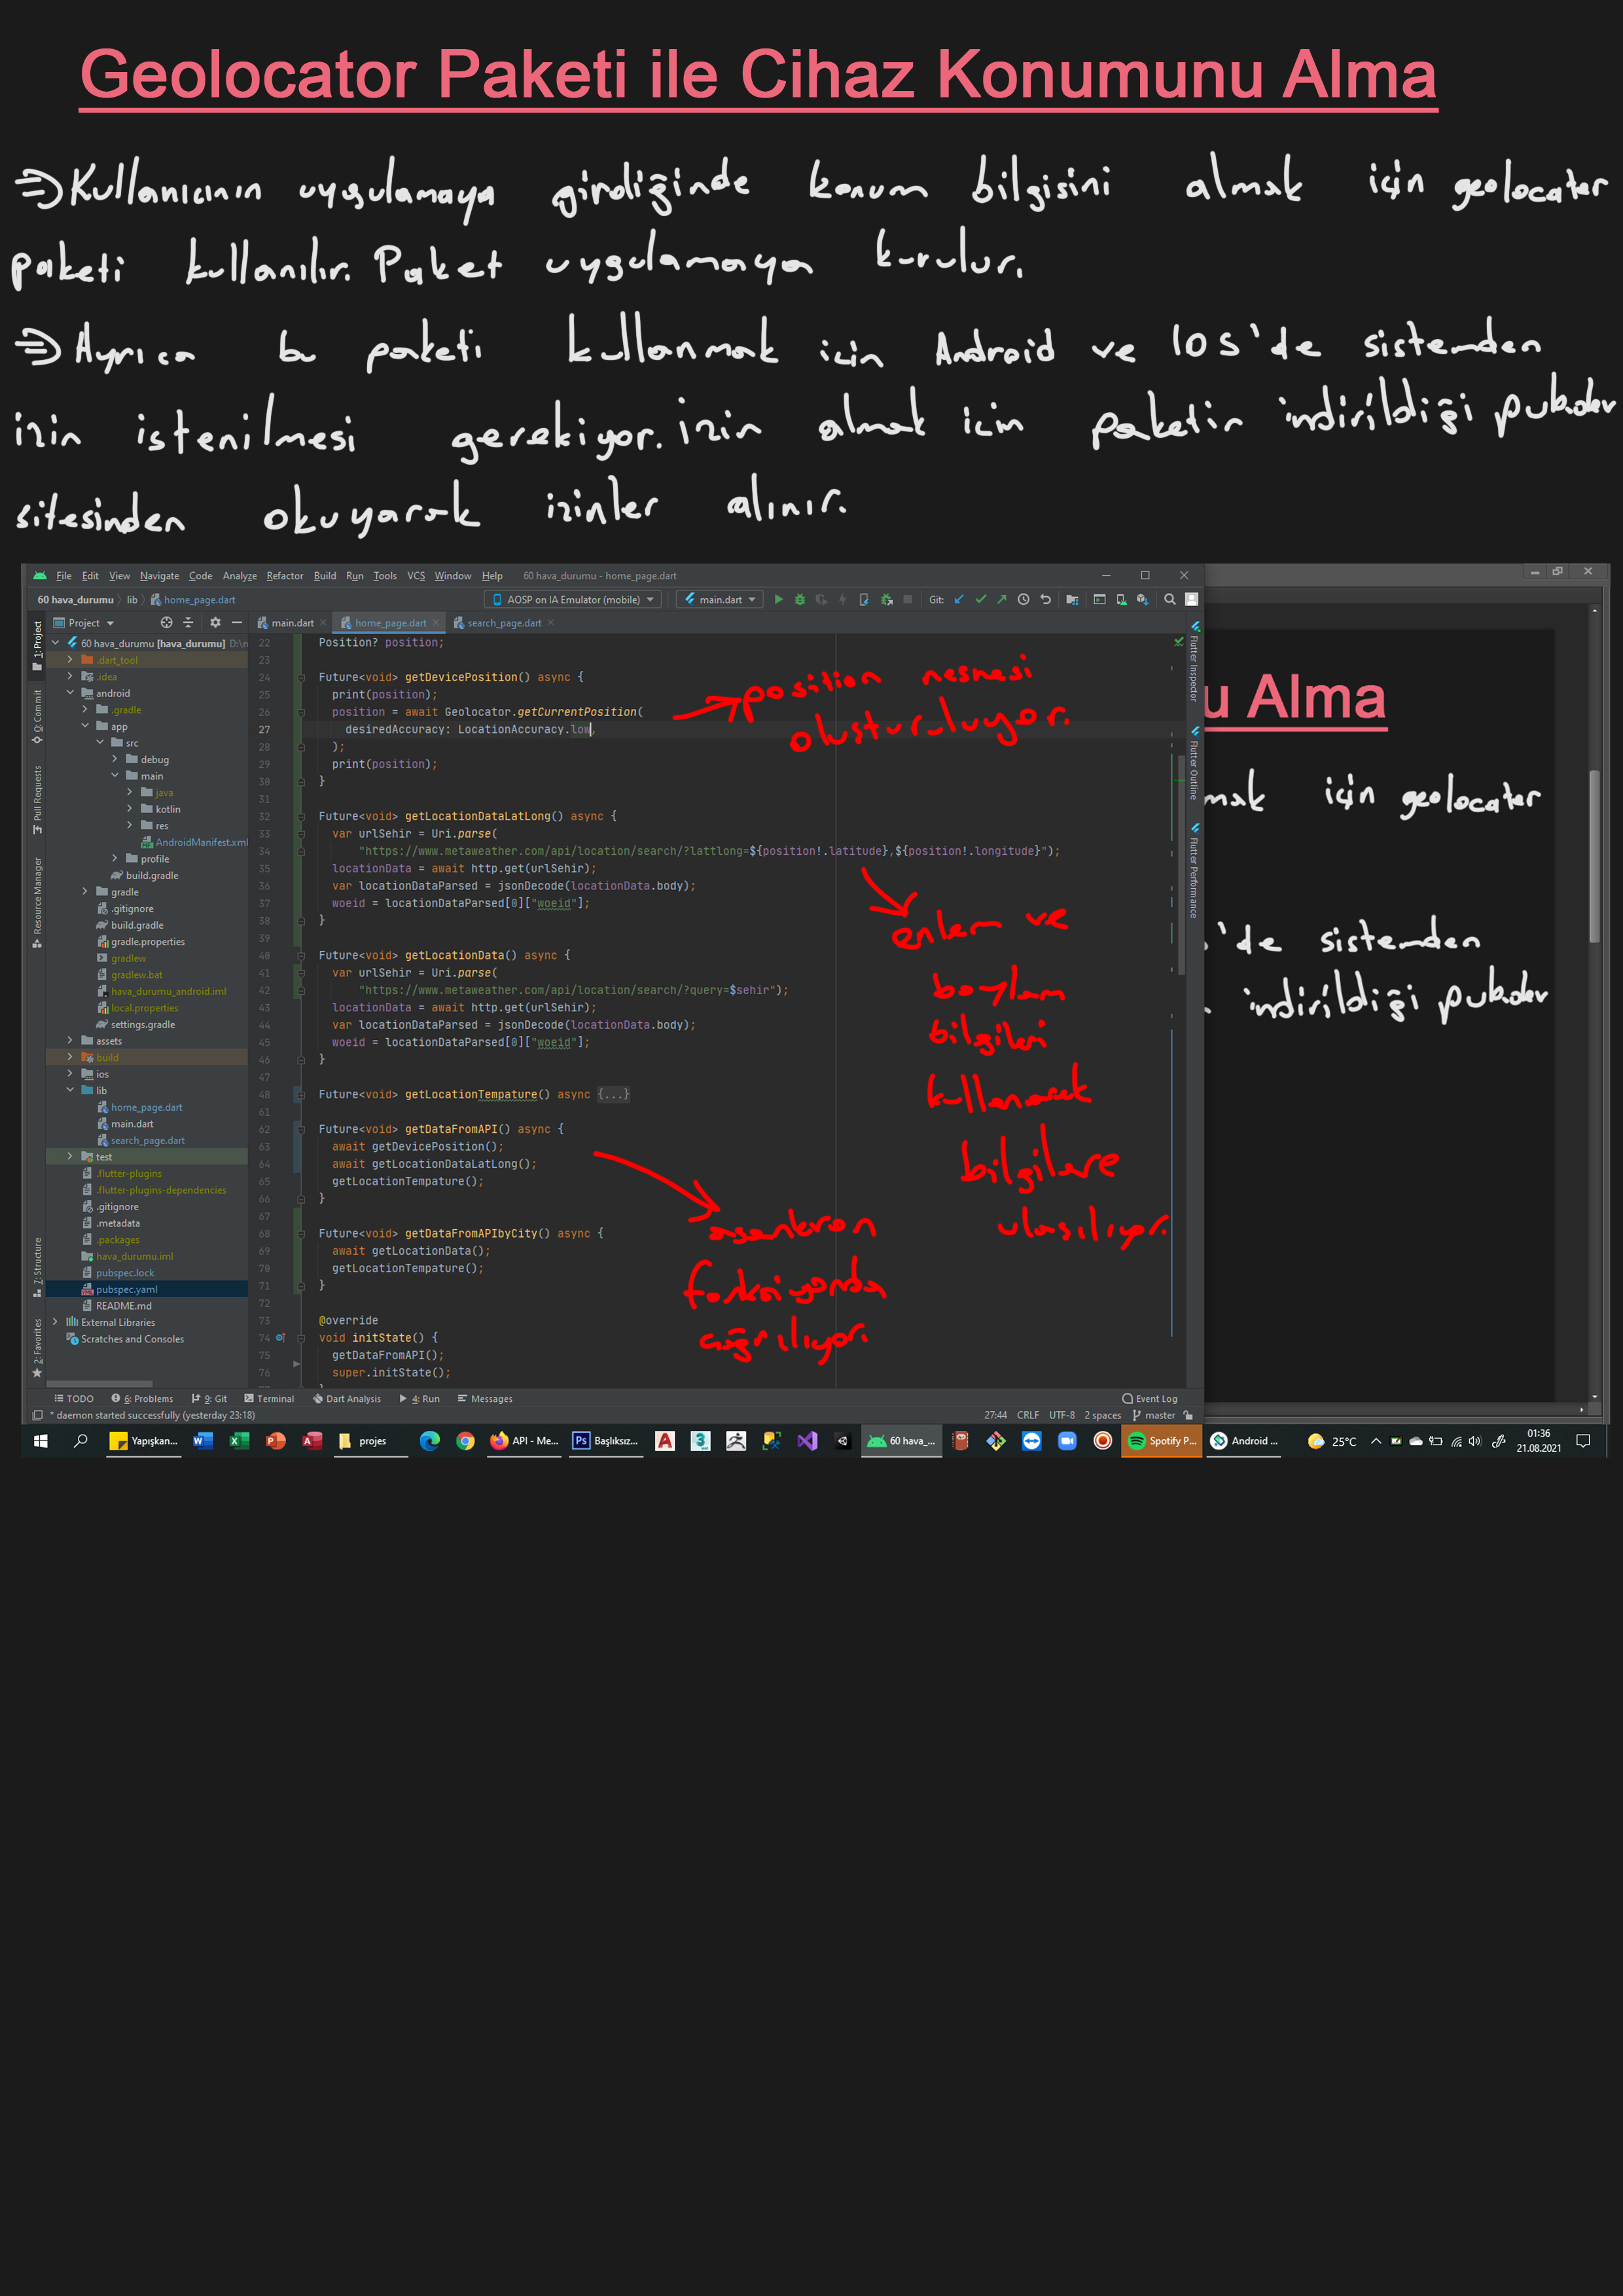 Geolocator Paketi ile Cihaz Konumunu Alma
⇒ Kullanıcının uygulamaya girdiğinde konum bilgisini almak için geolocater
paketi kullanılır. Paket uygulamaya kurulur.
⇒ Ayrıca bu paketi kullanmak için Android ve IOS'de sistemden
izin istenilmesi gerekiyor. izin almak için paketin indirildiği pub.dev
sitesinden okuyarak izinler alınır.
File Edit View Navigate Code Analyze Refactor Build Run Tools VCS Window Help 60 hava_durumu - home_page.dart
60 hava_durumu lib home_page.dart AOSP on IA Emulator (mobile) main.dart Git:
Project main.dart home_page.dart search_page.dart
1: Project
0: Commit
Pull Requests
Resource Manager
7: Structure
2: Favorites
60 hava_durumu [hava_durumu] D:\n
.dart_tool
.idea
android
.gradle
app
src
debug
main
java
kotlin
res
AndroidManifest.xml
profile
build.gradle
gradle
.gitignore
build.gradle
gradle.properties
gradlew
gradlew.bat
hava_durumu_android.iml
local.properties
settings.gradle
assets
build
ios
lib
home_page.dart
main.dart
search_page.dart
test
.flutter-plugins
.flutter-plugins-dependencies
.gitignore
.metadata
.packages
hava_durumu.iml
pubspec.lock
pubspec.yaml
README.md
External Libraries
Scratches and Consoles
22 Position? position;
23
24 Future<void> getDevicePosition() async {
25 print(position);
26 position = await Geolocator.getCurrentPosition(
27 desiredAccuracy: LocationAccuracy.low,
28 );
29 print(position);
30 }
31
32 Future<void> getLocationDataLatLong() async {
33 var urlSehir = Uri.parse(
34 "https://www.metaweather.com/api/location/search/?lattlong=${position!.latitude},${position!.longitude}");
35 locationData = await http.get(urlSehir);
36 var locationDataParsed = jsonDecode(locationData.body);
37 woeid = locationDataParsed[0]["woeid"];
38 }
39
40 Future<void> getLocationData() async {
41 var urlSehir = Uri.parse(
42 "https://www.metaweather.com/api/location/search/?query=$sehir");
43 locationData = await http.get(urlSehir);
44 var locationDataParsed = jsonDecode(locationData.body);
45 woeid = locationDataParsed[0]["woeid"];
46 }
47
48 Future<void> getLocationTempature() async {...}
61
62 Future<void> getDataFromAPI() async {
63 await getDevicePosition();
64 await getLocationDataLatLong();
65 getLocationTempature();
66 }
67
68 Future<void> getDataFromAPIbyCity() async {
69 await getLocationData();
70 getLocationTempature();
71 }
72
73 @override
74 void initState() {
75 getDataFromAPI();
76 super.initState();
position nesnesi
oluşturuluyor.
enlem ve
boylam
bilgileri
kullanarak
bilgilere
ulaşılıyor.
asenkron
fonksiyonda
çağrılıyor.
Flutter Inspector
Flutter Outline
Flutter Performance
u Alma
mak için geolocater
s'de sistemden
indirildiği pub.dev
TODO 6: Problems 9: Git Terminal Dart Analysis 4: Run Messages Event Log
* daemon started successfully (yesterday 23:18) 27:44 CRLF UTF-8 2 spaces master
Yapışkan... projes API - Me... Başlıksız... 60 hava_... Spotify P... Android ... 25°C 01:36
21.08.2021